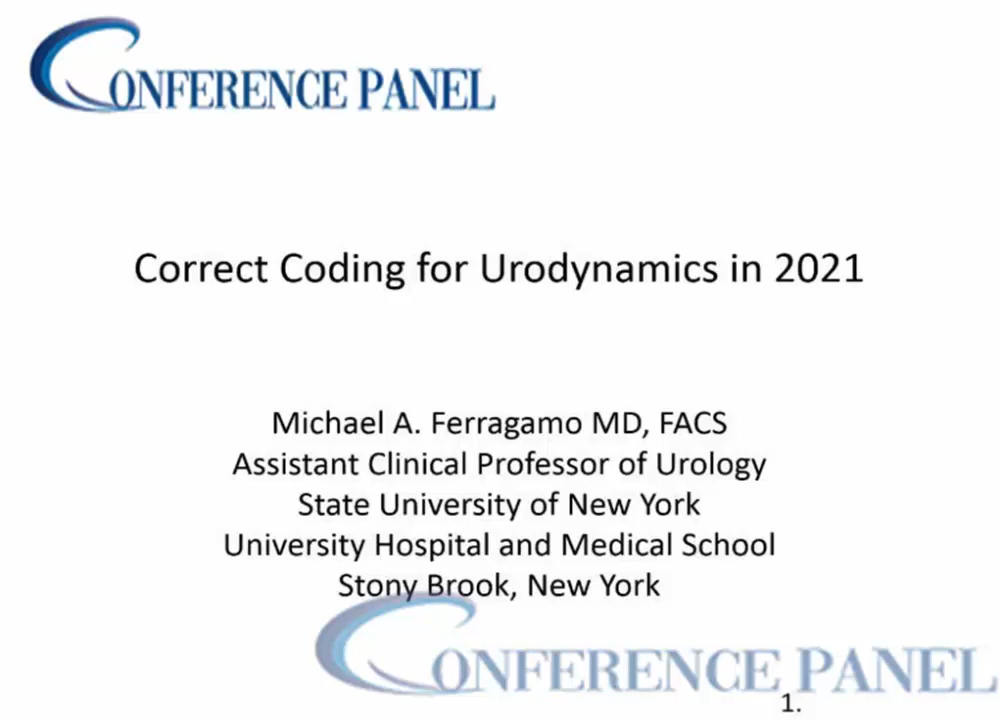 CONFERENCE PANEL
Correct Coding for Urodynamics in 2021
Michael A. Ferragamo MD, FACS
Assistant Clinical Professor of Urology
State University of New York
University Hospital and Medical School
Stony Brook, New York
CONFERENCE PANEL
1.